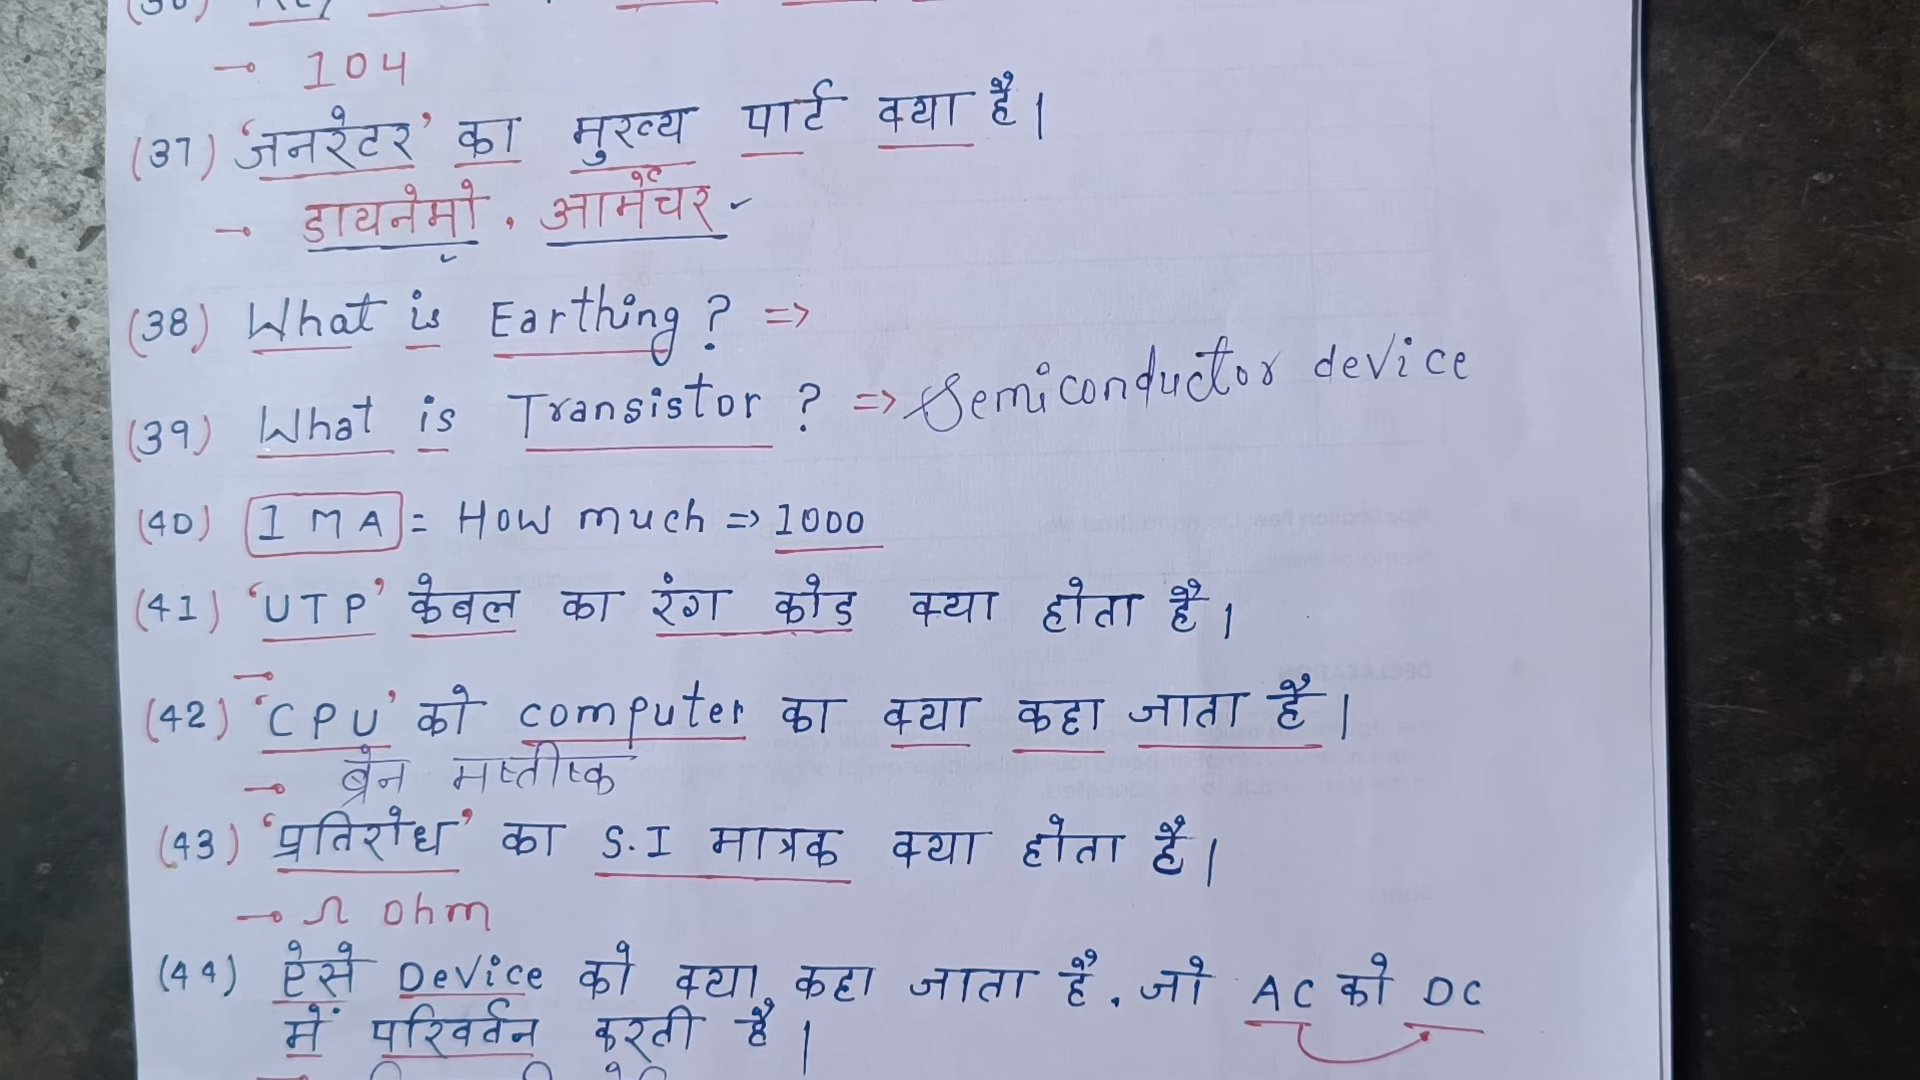 (36)
→ 104
(37) 'जनरेटर' का मुख्य पार्ट क्या है।
→ डायनेमो, आर्मेचर
(38) What is Earthing? =>
(39) What is Transistor? => Semiconductor device
(40) 1 MA = How much => 1000
(41) 'UTP' केबल का रंग कोड क्या होता है।
→
(42) 'CPU' को computer का क्या कहा जाता है।
→ ब्रेन मष्तीष्क
(43) 'प्रतिरोध' का S.I मात्रक क्या होता है।
→ Ω ohm
(44) ऐसे Device को क्या कहा जाता है, जो AC को DC
में परिवर्तन करती है।